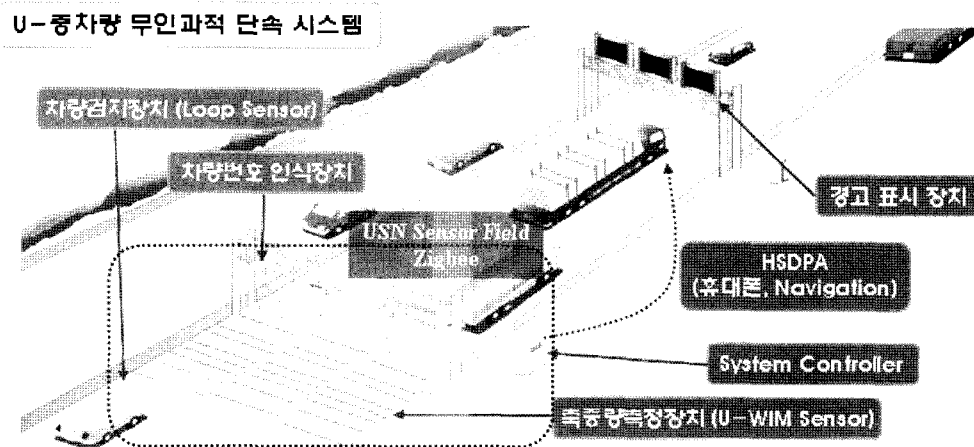 U-중차량 무인과적 단속 시스템
차량검지장치 (Loop Sensor)
차량번호 인식장치
USN Sensor Field
Zigbee
경고 표시 장치
HSDPA
(휴대폰, Navigation)
System Controller
축중량측정장치 (U-WIM Sensor)